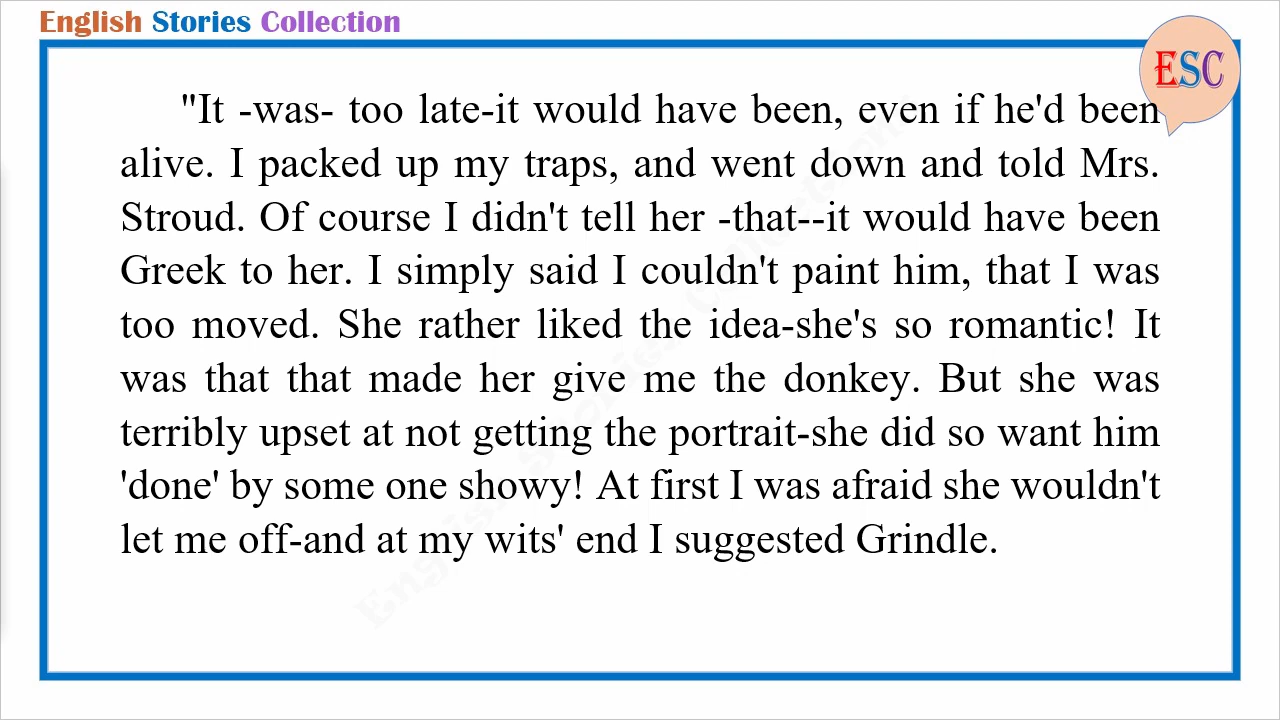 English Stories Collection
ESC
"It -was- too late-it would have been, even if he'd been
alive. I packed up my traps, and went down and told Mrs.
Stroud. Of course I didn't tell her -that--it would have been
Greek to her. I simply said I couldn't paint him, that I was
too moved. She rather liked the idea-she's so romantic! It
was that that made her give me the donkey. But she was
terribly upset at not getting the portrait-she did so want him
'done' by some one showy! At first I was afraid she wouldn't
let me off-and at my wits' end I suggested Grindle.
English Stories Collection